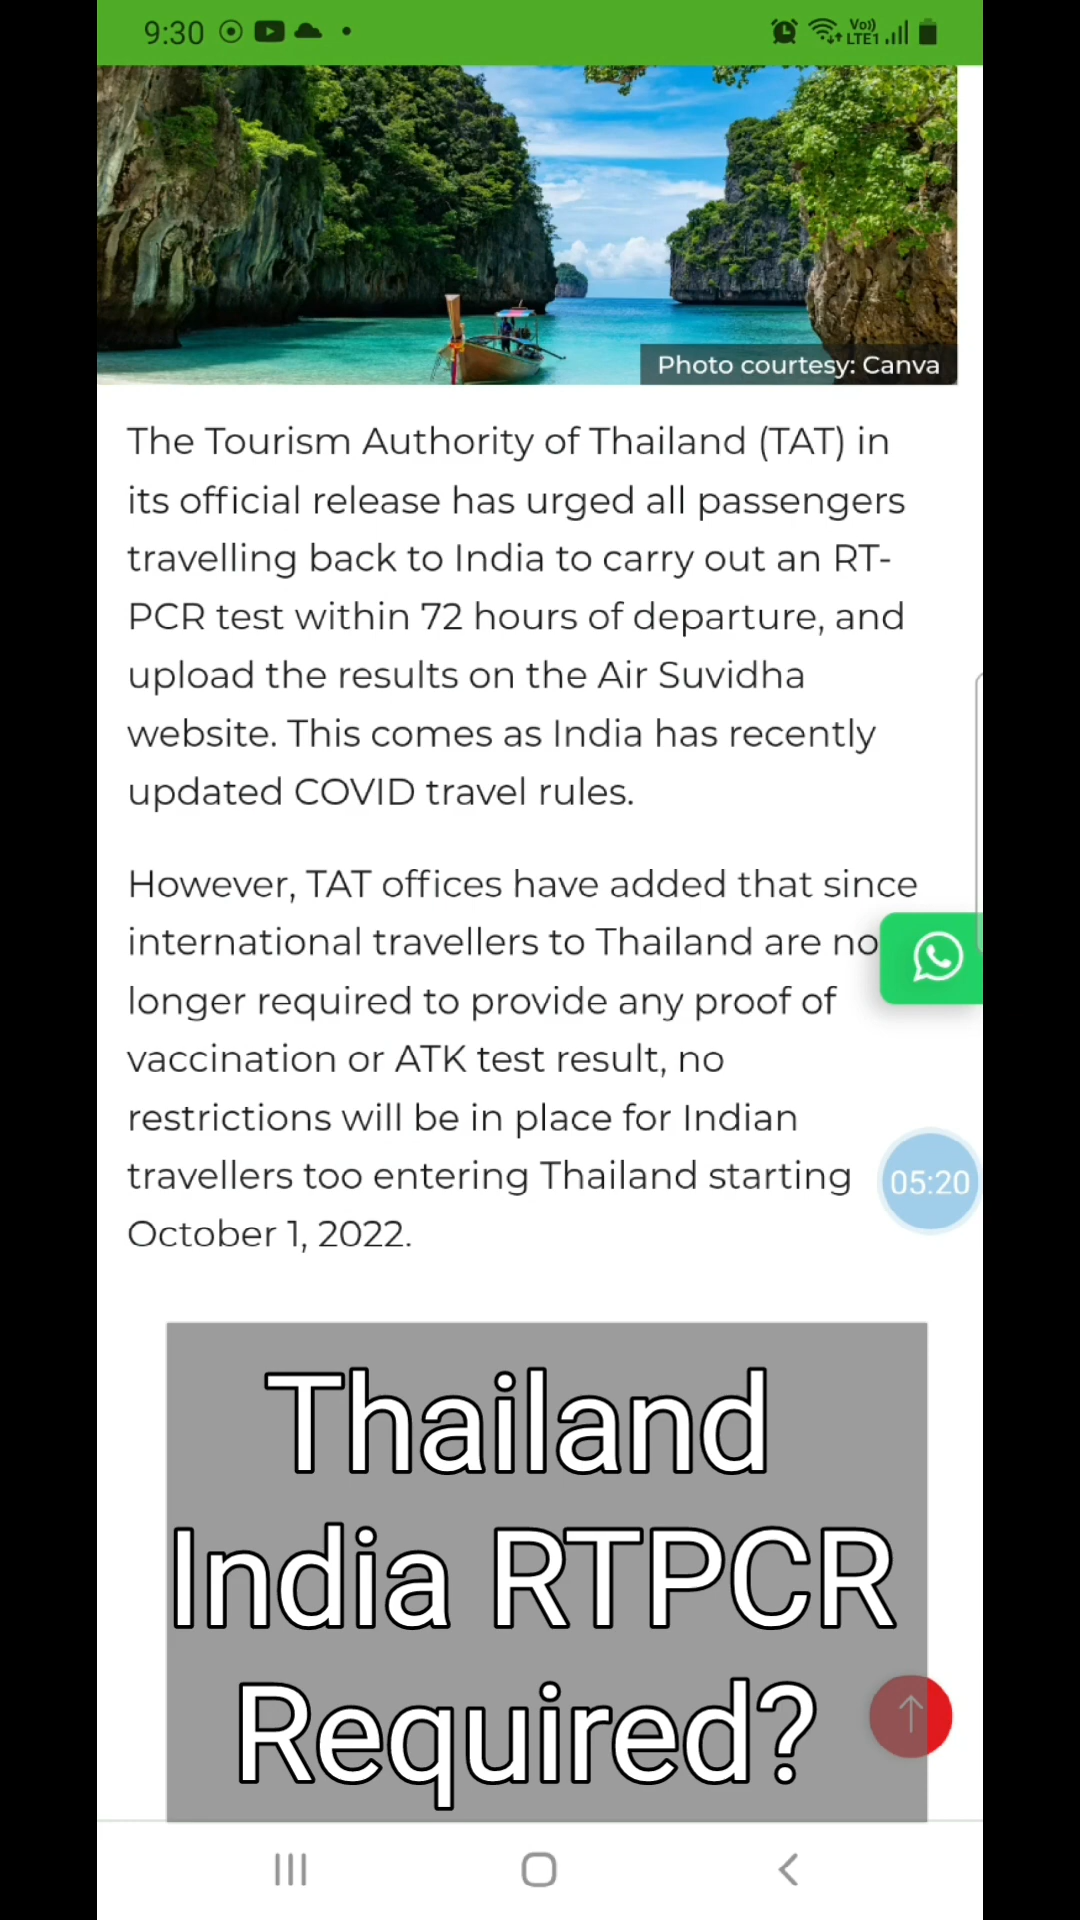 9:30
Vo))
LTE1
Photo courtesy: Canva
The Tourism Authority of Thailand (TAT) in
its official release has urged all passengers
travelling back to India to carry out an RT-
PCR test within 72 hours of departure, and
upload the results on the Air Suvidha
website. This comes as India has recently
updated COVID travel rules.
However, TAT offices have added that since
international travellers to Thailand are no
longer required to provide any proof of
vaccination or ATK test result, no
restrictions will be in place for Indian
travellers too entering Thailand starting
October 1, 2022.
05:20
Thailand
India RTPCR
Required?